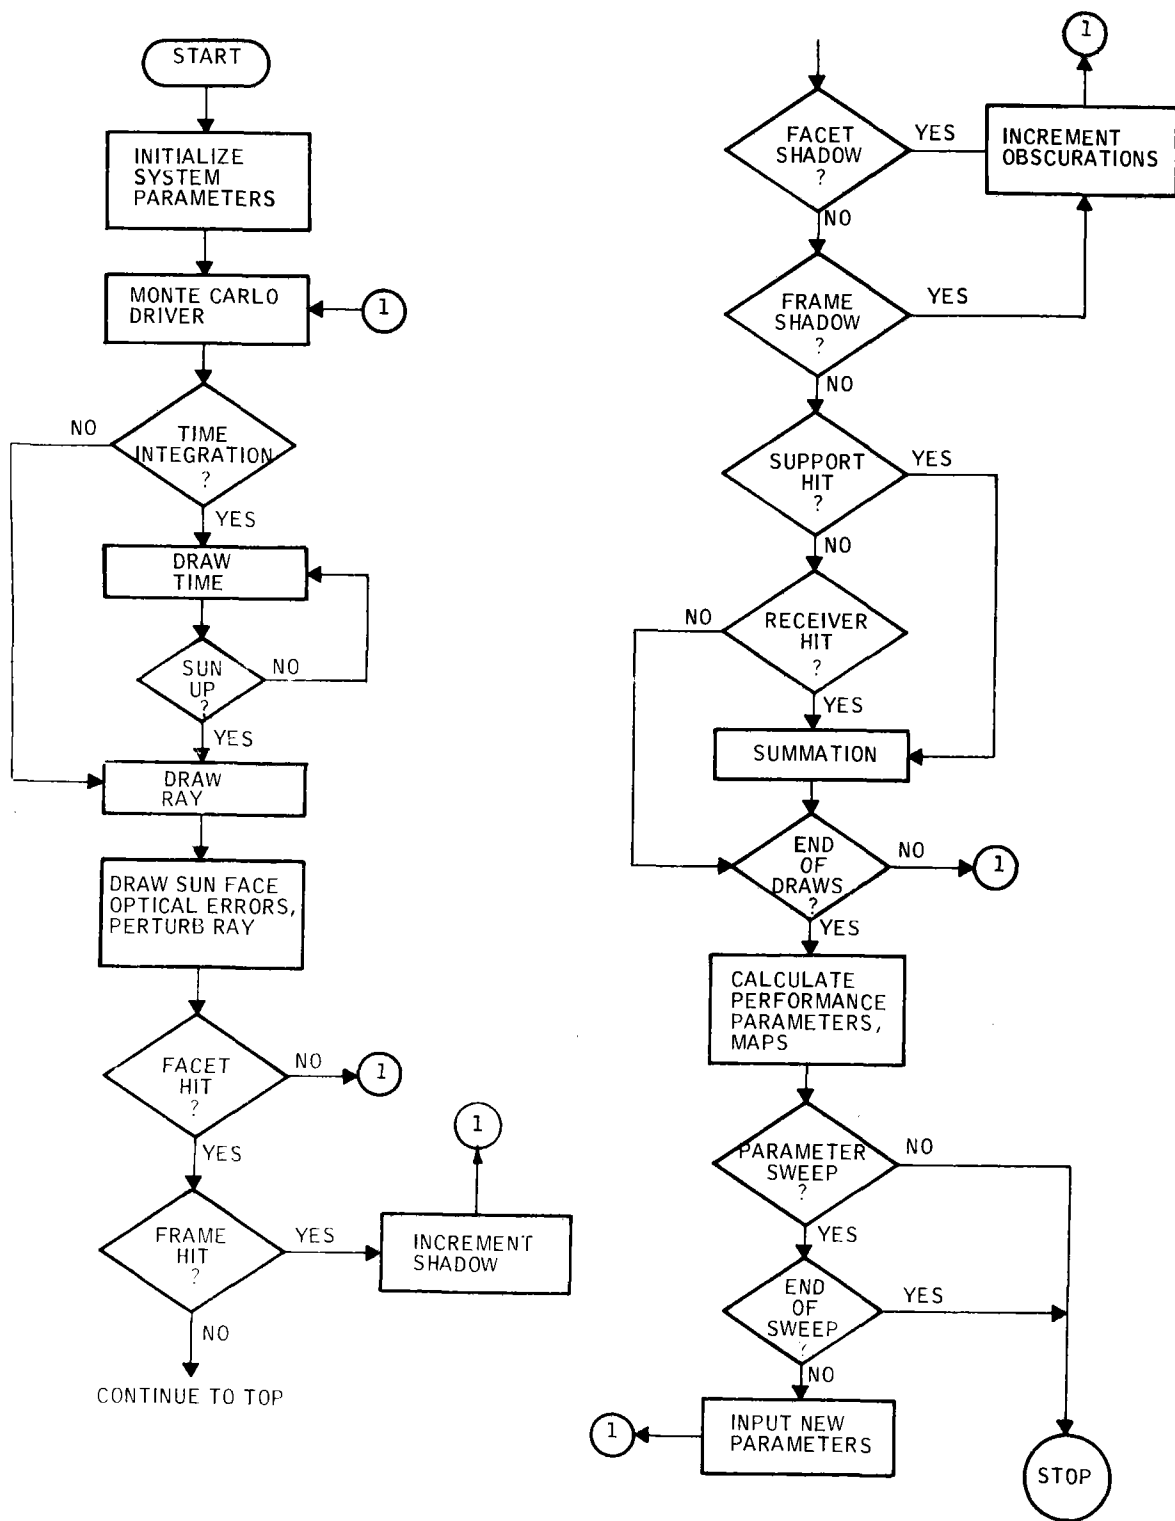 START
INITIALIZE
SYSTEM
PARAMETERS
MONTE CARLO
DRIVER
1
NO
TIME
INTEGRATION
?
YES
DRAW
TIME
SUN
UP
?
NO
YES
DRAW
RAY
DRAW SUN FACE
OPTICAL ERRORS,
PERTURB RAY
FACET
HIT
?
NO
1
YES
FRAME
HIT
?
YES
INCREMENT
SHADOW
1
NO
CONTINUE TO TOP
FACET
SHADOW
?
YES
INCREMENT
OBSCURATIONS
1
NO
FRAME
SHADOW
?
YES
NO
SUPPORT
HIT
?
YES
NO
RECEIVER
HIT
?
NO
YES
SUMMATION
END
OF
DRAWS
?
NO
1
YES
CALCULATE
PERFORMANCE
PARAMETERS,
MAPS
PARAMETER
SWEEP
?
NO
YES
END
OF
SWEEP
?
YES
NO
INPUT NEW
PARAMETERS
1
STOP